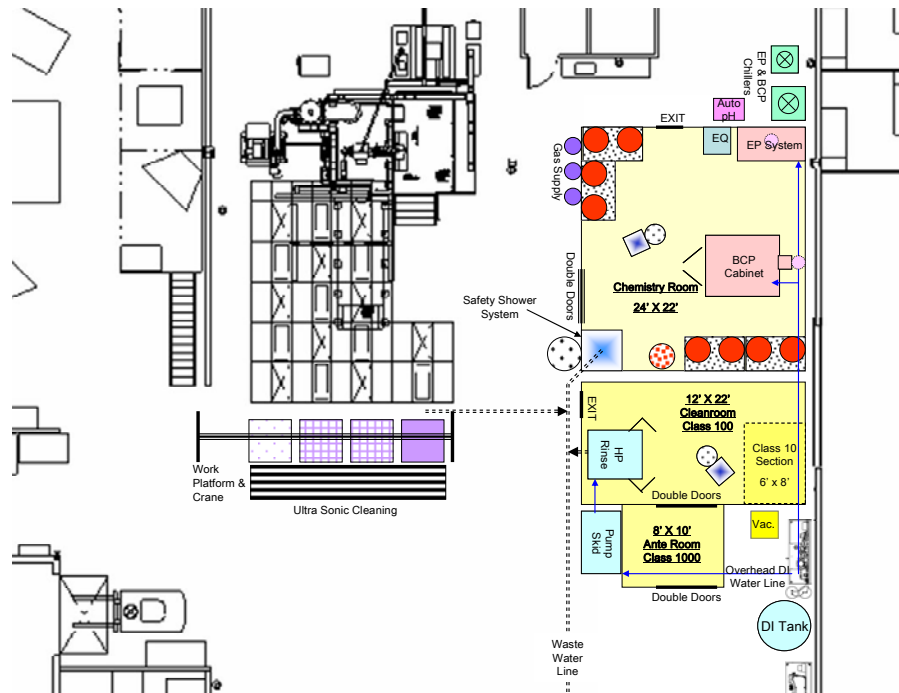 EP & BCP
Chillers
Auto
pH
EXIT
EQ
EP System
Gas Supply
BCP
Cabinet
Double Doors
Chemistry Room
24' X 22'
Safety Shower
System
EXIT
12' X 22'
Cleanroom
Class 100
HP
Rinse
Class 10
Section
6' x 8'
Work
Platform &
Crane
Ultra Sonic Cleaning
Double Doors
Pump
Skid
8' X 10'
Ante Room
Class 1000
Vac.
Overhead DI
Water Line
Double Doors
DI Tank
Waste
Water
Line